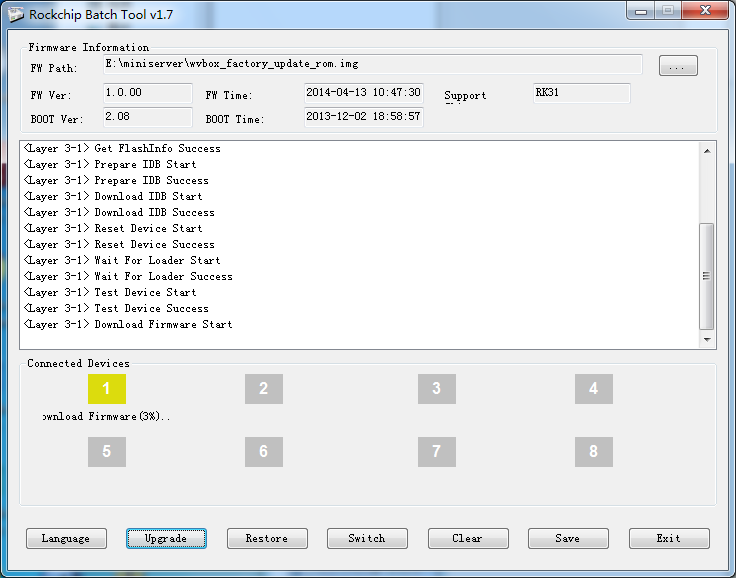 Rockchip Batch Tool v1.7
Firmware Information
FW Path: E:\miniserver\wvbox_factory_update_rom.img ...
FW Ver: 1.0.00 FW Time: 2014-04-13 10:47:30 Support RK31
BOOT Ver: 2.08 BOOT Time: 2013-12-02 18:58:57
<Layer 3-1> Get FlashInfo Success
<Layer 3-1> Prepare IDB Start
<Layer 3-1> Prepare IDB Success
<Layer 3-1> Download IDB Start
<Layer 3-1> Download IDB Success
<Layer 3-1> Reset Device Start
<Layer 3-1> Reset Device Success
<Layer 3-1> Wait For Loader Start
<Layer 3-1> Wait For Loader Success
<Layer 3-1> Test Device Start
<Layer 3-1> Test Device Success
<Layer 3-1> Download Firmware Start
Connected Devices
1 2 3 4
ownload Firmware(3%)..
5 6 7 8
Language Upgrade Restore Switch Clear Save Exit